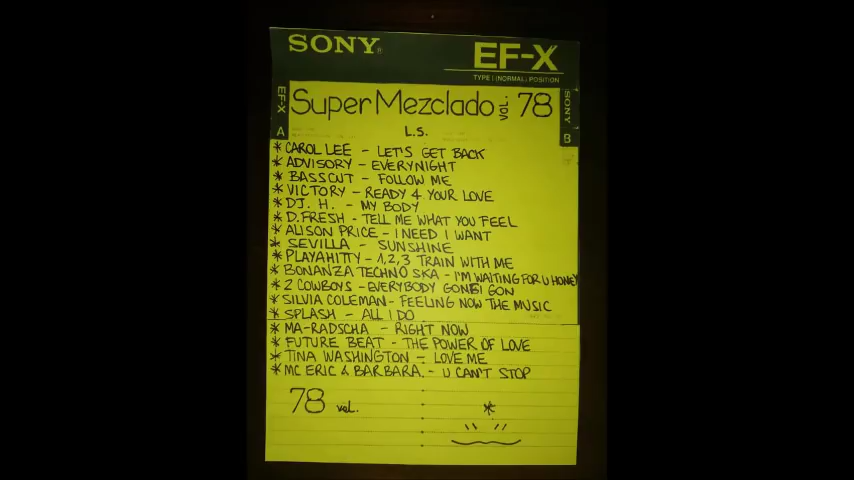 SONY®
EF-X
TYPE I (NORMAL) POSITION
EF-X
A
SONY
B
Super Mezclado VOL. 78
L.S.
* CAROL LEE - LET'S GET BACK
* ADVISORY - EVERYNIGHT
* BASSCUT - FOLLOW ME
* VICTORY - READY 4 YOUR LOVE
* DJ. H. - MY BODY
* D. FRESH - TELL ME WHAT YOU FEEL
* ALISON PRICE - I NEED I WANT
* SEVILLA - SUNSHINE
* PLAYAHITTY - 1, 2, 3 TRAIN WITH ME
* BONANZA TECHNO SKA - I'M WAITING FOR U HONEY
* 2 COWBOYS - EVERYBODY GONFI GON
* SILVIA COLEMAN - FEELING NOW THE MUSIC
* SPLASH - ALL I DO
* MA-RADSCHA - RIGHT NOW
* FUTURE BEAT - THE POWER OF LOVE
* TINA WASHINGTON - LOVE ME
* MC ERIC & BARBARA. - U CAN'T STOP
78 vol.